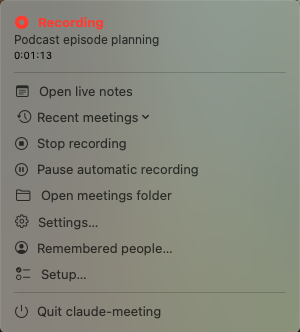 Recording
Podcast episode planning
0:01:13
Open live notes
Recent meetings
Stop recording
Pause automatic recording
Open meetings folder
Settings...
Remembered people...
Setup...
Quit claude-meeting